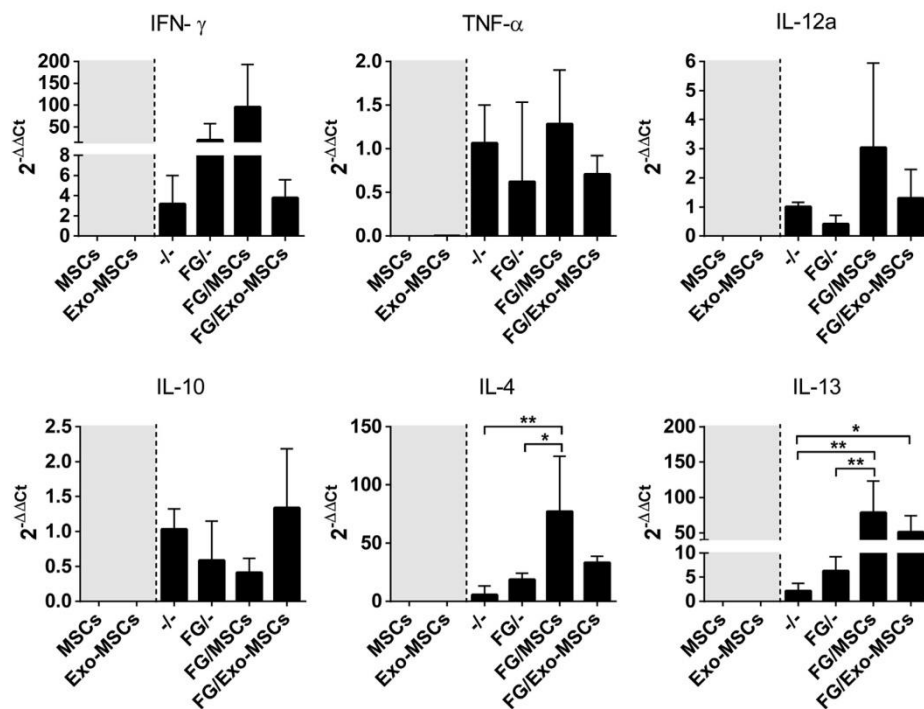 IFN- γ
TNF-α
IL-12a
2^-ΔΔCt
200
150
100
50
8
6
4
2
0
MSCs
Exo-MSCs
-/-
FG/-
FG/MSCs
FG/Exo-MSCs
2^-ΔΔCt
2.0
1.5
1.0
0.5
0.0
MSCs
Exo-MSCs
-/-
FG/-
FG/MSCs
FG/Exo-MSCs
2^-ΔΔCt
6
5
4
3
2
1
0
MSCs
Exo-MSCs
-/-
FG/-
FG/MSCs
FG/Exo-MSCs
IL-10
IL-4
IL-13
2^-ΔΔCt
2.5
2.0
1.5
1.0
0.5
0.0
MSCs
Exo-MSCs
-/-
FG/-
FG/MSCs
FG/Exo-MSCs
2^-ΔΔCt
150
100
50
0
**
*
MSCs
Exo-MSCs
-/-
FG/-
FG/MSCs
FG/Exo-MSCs
2^-ΔΔCt
200
150
100
50
10
5
0
*
**
**
MSCs
Exo-MSCs
-/-
FG/-
FG/MSCs
FG/Exo-MSCs